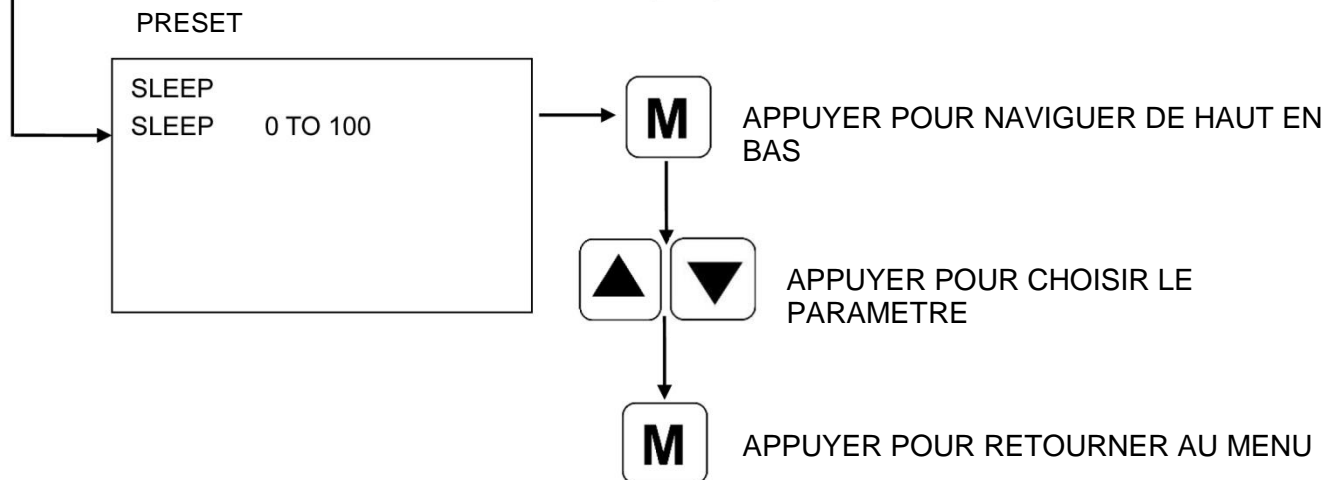 PRESET
SLEEP
SLEEP 0 TO 100
M
APPUYER POUR NAVIGUER DE HAUT EN
BAS
APPUYER POUR CHOISIR LE
PARAMETRE
M
APPUYER POUR RETOURNER AU MENU